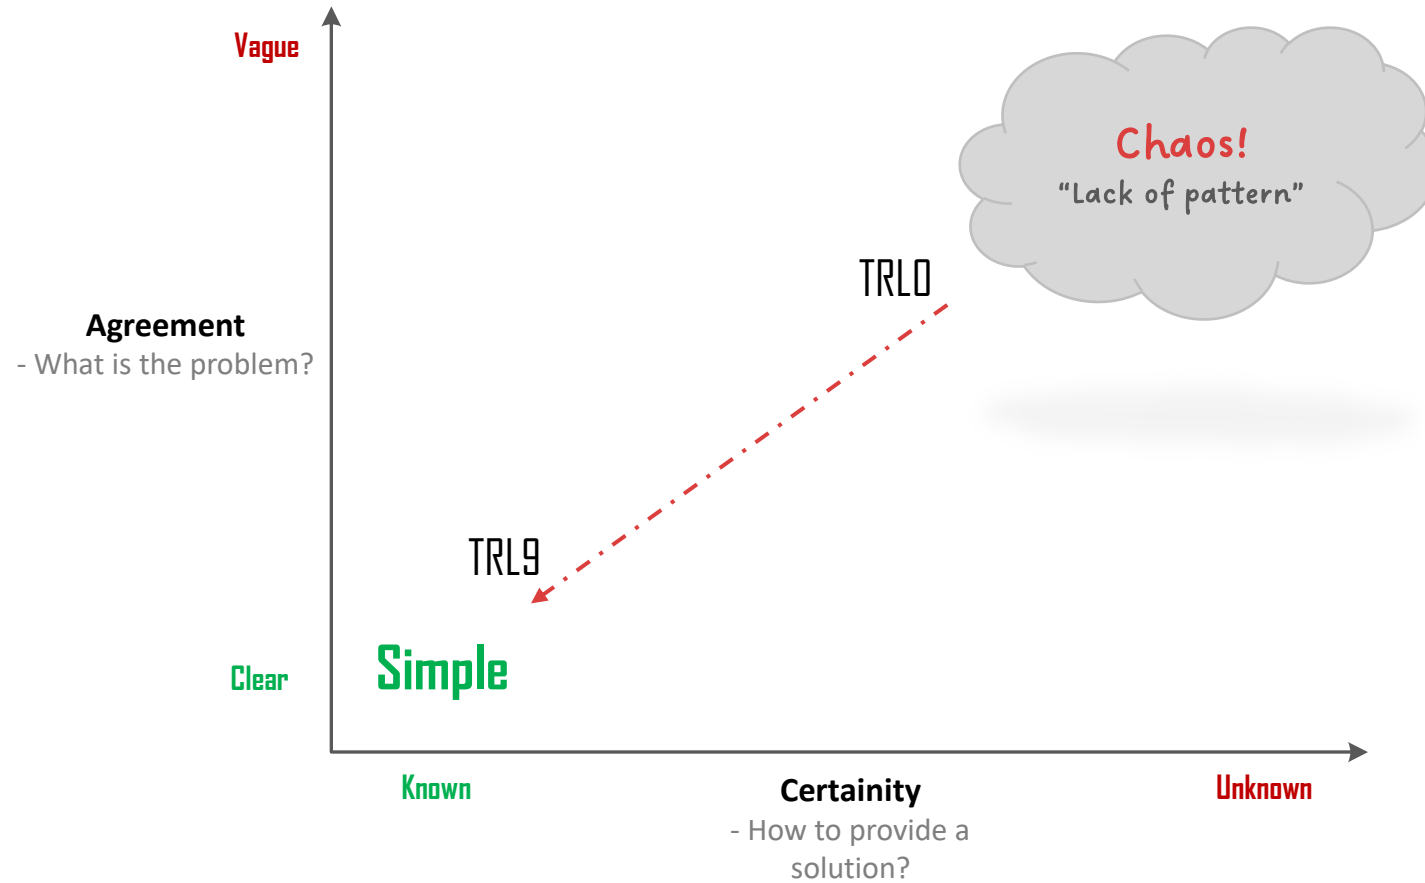 Vague
Chaos!
“Lack of pattern”
TRL0
Agreement
- What is the problem?
TRL9
Simple
Clear
Known
Certainity
Unknown
- How to provide a
solution?